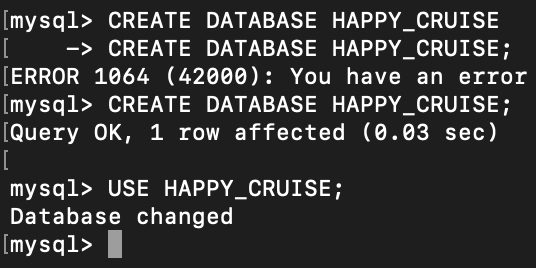 [mysql> CREATE DATABASE HAPPY_CRUISE
[    -> CREATE DATABASE HAPPY_CRUISE;
[ERROR 1064 (42000): You have an error
[mysql> CREATE DATABASE HAPPY_CRUISE;
[Query OK, 1 row affected (0.03 sec)
[
mysql> USE HAPPY_CRUISE;
Database changed
[mysql>